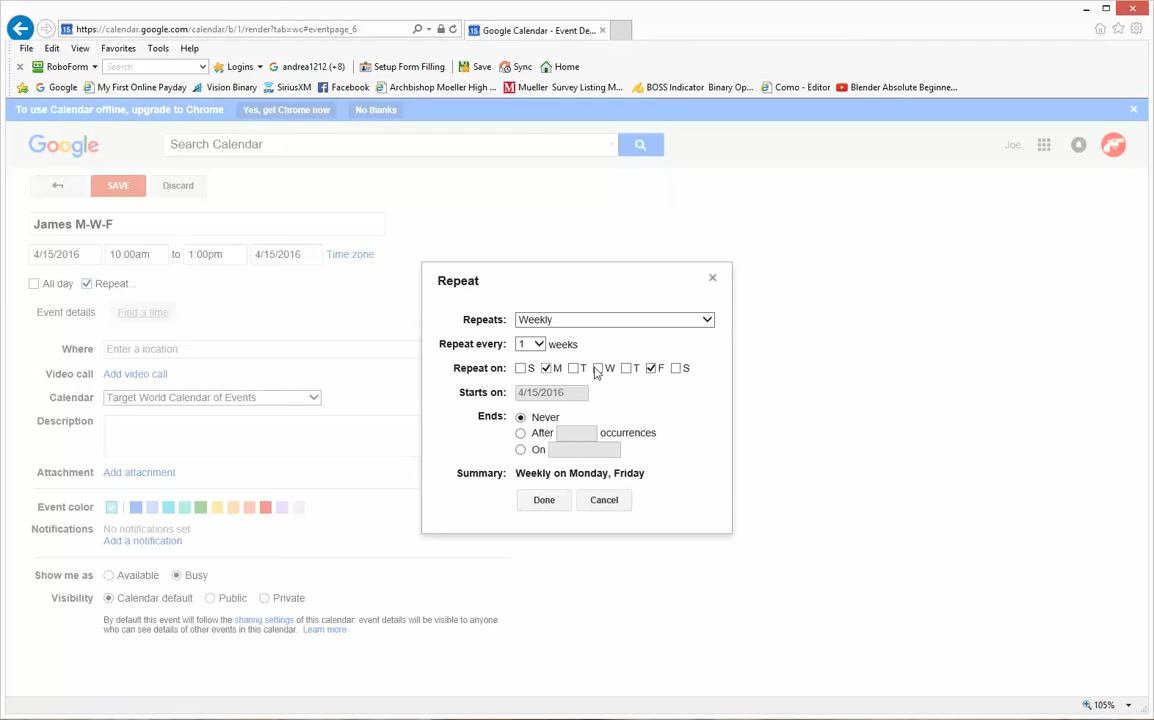 https://calendar.google.com/calendar/b/1/render?tab=wc#eventpage_6
15 Google Calendar - Event De...
File Edit View Favorites Tools Help
RoboForm Search Logins andrea1212 (+8) Setup Form Filling Save Sync Home
Google My First Online Payday Vision Binary SiriusXM Facebook Archbishop Moeller High ... Mueller Survey Listing M... BOSS Indicator Binary Op... Como - Editor Blender Absolute Beginne...
To use Calendar offline, upgrade to Chrome Yes, get Chrome now No thanks
Google Search Calendar Joe
SAVE Discard
James M-W-F
4/15/2016 10:00am to 1:00pm 4/15/2016 Time zone
All day Repeat...
Event details Find a time
Where Enter a location
Video call Add video call
Calendar Target World Calendar of Events
Description
Attachment Add attachment
Event color
Notifications No notifications set
Add a notification
Show me as Available Busy
Visibility Calendar default Public Private
By default this event will follow the sharing settings of this calendar: event details will be visible to anyone
who can see details of other events in this calendar. Learn more
Repeat
Repeats: Weekly
Repeat every: 1 weeks
Repeat on: S M T W T F S
Starts on: 4/15/2016
Ends: Never
After occurrences
On
Summary: Weekly on Monday, Friday
Done Cancel
105%